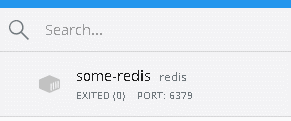 Search...
some-redis redis
EXITED (0) PORT: 6379